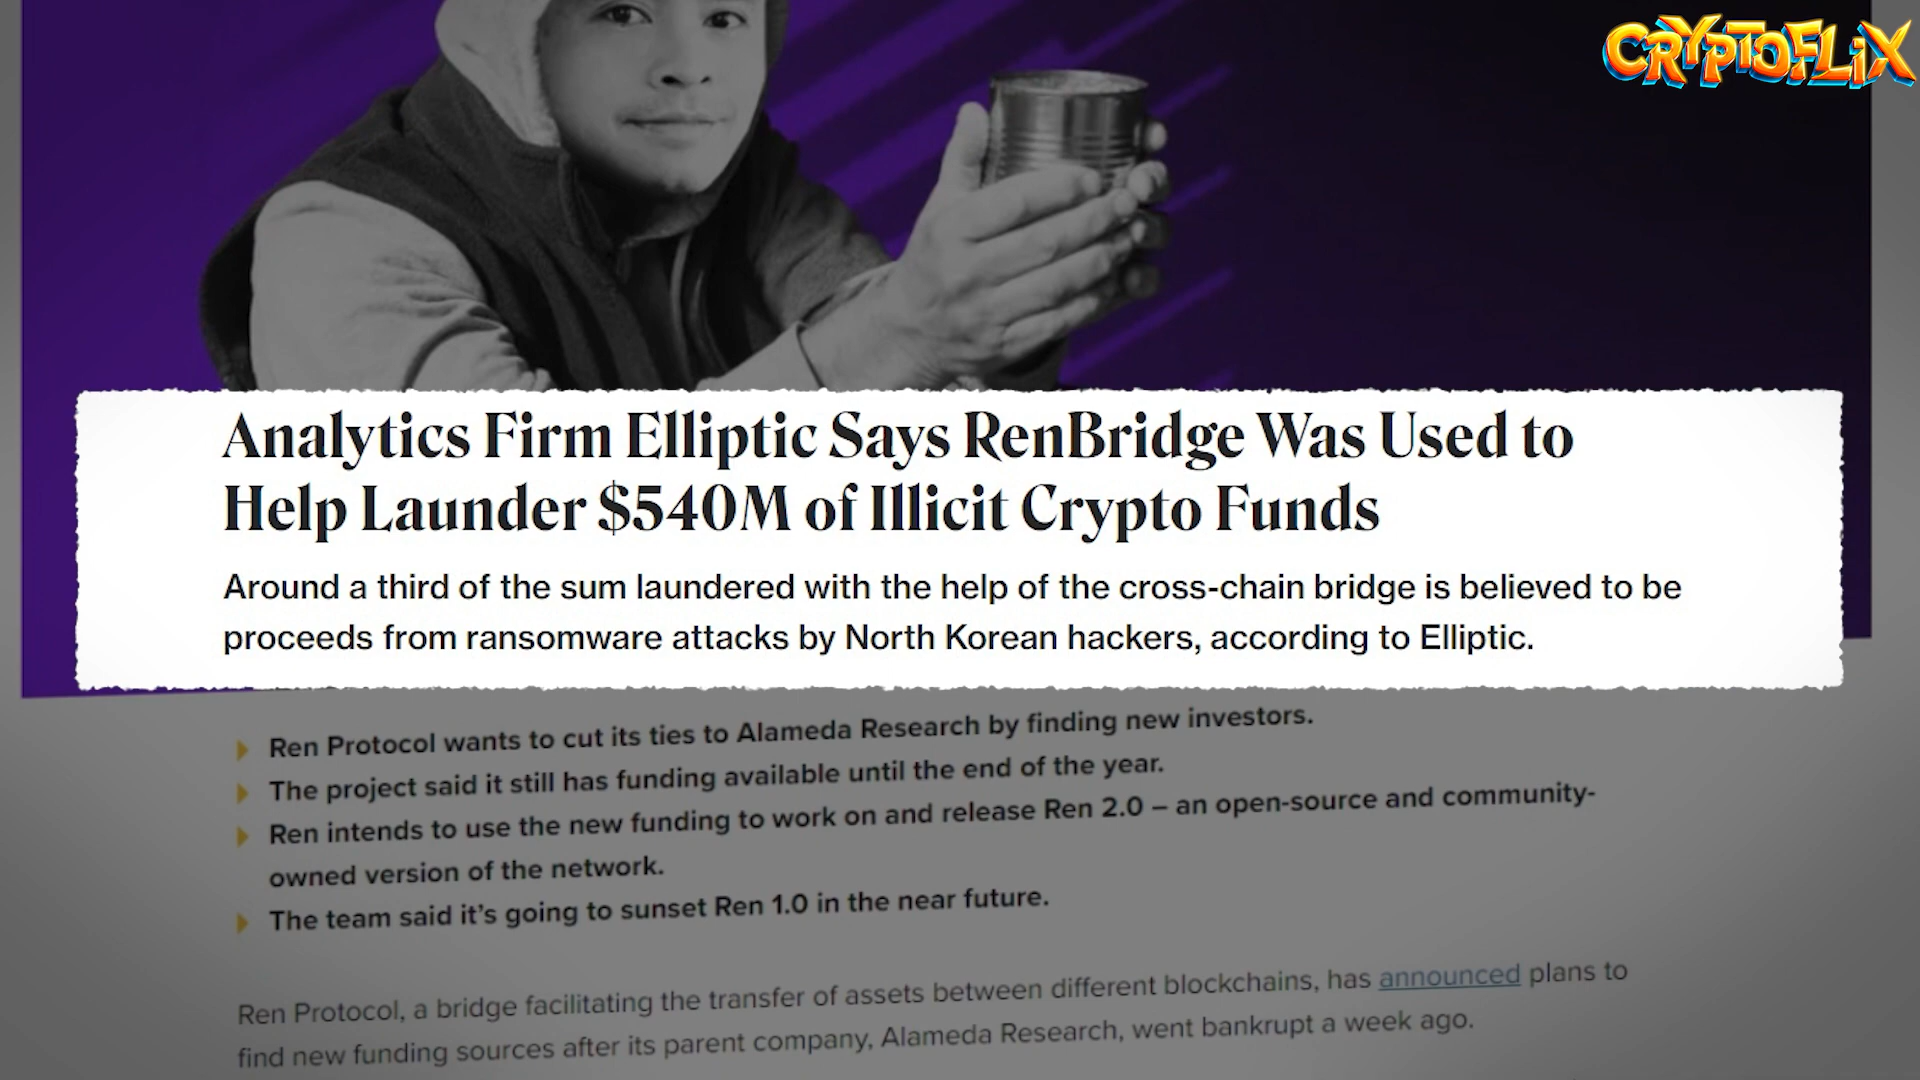 CRYPTOFLIX
Analytics Firm Elliptic Says RenBridge Was Used to
Help Launder $540M of Illicit Crypto Funds
Around a third of the sum laundered with the help of the cross-chain bridge is believed to be
proceeds from ransomware attacks by North Korean hackers, according to Elliptic.
Ren Protocol wants to cut its ties to Alameda Research by finding new investors.
The project said it still has funding available until the end of the year.
Ren intends to use the new funding to work on and release Ren 2.0 – an open-source and community-
owned version of the network.
The team said it’s going to sunset Ren 1.0 in the near future.
Ren Protocol, a bridge facilitating the transfer of assets between different blockchains, has announced plans to
find new funding sources after its parent company, Alameda Research, went bankrupt a week ago.